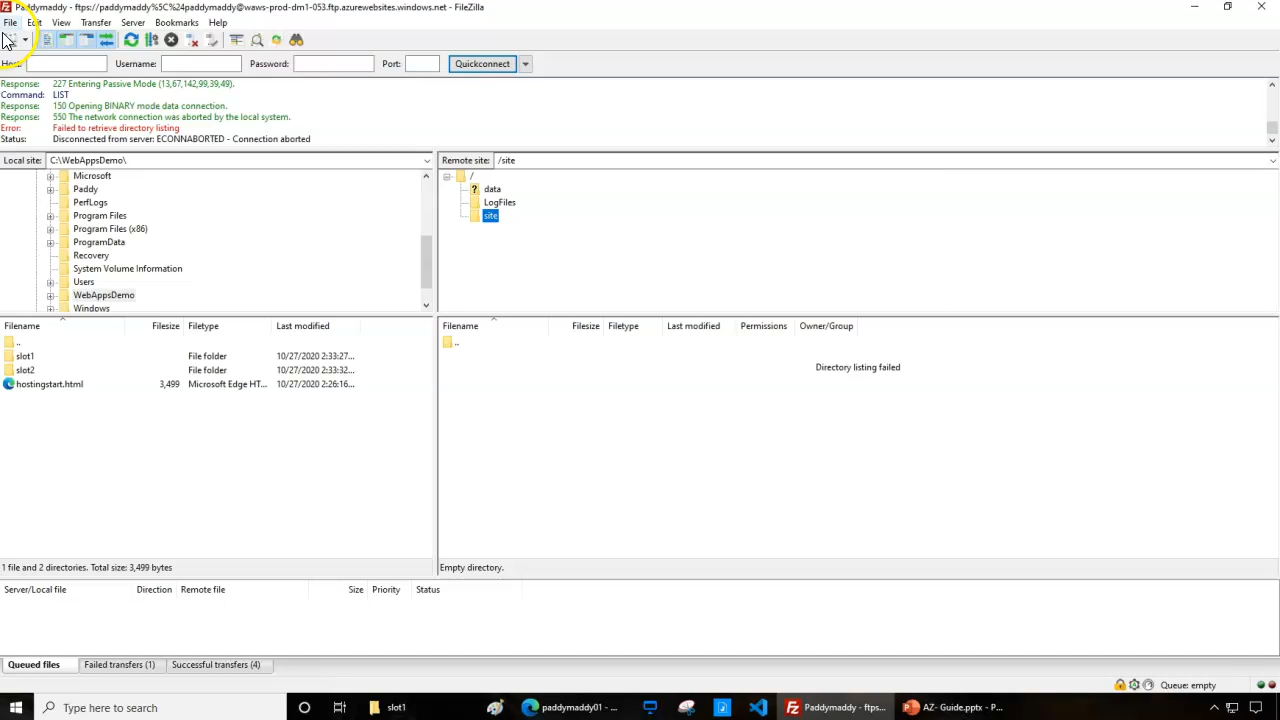 Paddymaddy - ftps://paddymaddy%5C%24paddymaddy@waws-prod-dm1-053.ftp.azurewebsites.windows.net - FileZilla
File Edit View Transfer Server Bookmarks Help
Host: Username: Password: Port: Quickconnect
Response: 227 Entering Passive Mode (13,67,142,99,39,49).
Command: LIST
Response: 150 Opening BINARY mode data connection.
Response: 550 The network connection was aborted by the local system.
Error: Failed to retrieve directory listing
Status: Disconnected from server: ECONNABORTED - Connection aborted
Local site: C:\WebAppsDemo\
Microsoft
Paddy
PerfLogs
Program Files
Program Files (x86)
ProgramData
Recovery
System Volume Information
Users
WebAppsDemo
Windows
Remote site: /site
/
? data
LogFiles
site
Filename Filesize Filetype Last modified
..
slot1 File folder 10/27/2020 2:33:27...
slot2 File folder 10/27/2020 2:33:32...
hostingstart.html 3,499 Microsoft Edge HT... 10/27/2020 2:26:16...
1 file and 2 directories. Total size: 3,499 bytes
Filename Filesize Filetype Last modified Permissions Owner/Group
..
Directory listing failed
Empty directory.
Server/Local file Direction Remote file Size Priority Status
Queued files Failed transfers (1) Successful transfers (4)
Queue: empty
Type here to search slot1 paddymaddy01 - ... Paddymaddy - ftps... AZ- Guide.pptx - P...